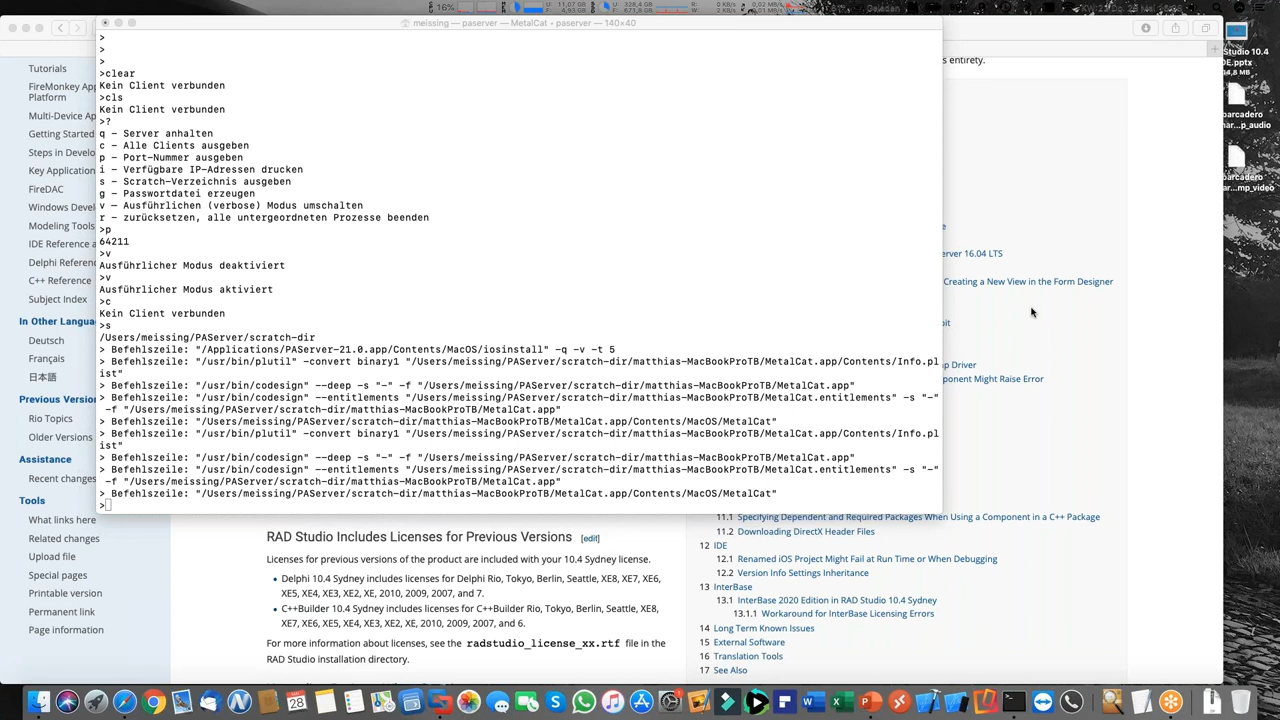 16%
meissing — paserver — MetalCat • paserver — 140×40
>
>
>
>clear
Kein Client verbunden
>cls
Kein Client verbunden
>?
q - Server anhalten
c - Alle Clients ausgeben
p - Port-Nummer ausgeben
i - Verfügbare IP-Adressen drucken
s - Scratch-Verzeichnis ausgeben
g - Passwortdatei erzeugen
v - Ausführlichen (verbose) Modus umschalten
r - zurücksetzen, alle untergeordneten Prozesse beenden
>p
64211
>v
Ausführlicher Modus deaktiviert
>v
Ausführlicher Modus aktiviert
>c
Kein Client verbunden
>s
/Users/meissing/PAServer/scratch-dir
> Befehlszeile: "/Applications/PAServer-21.0.app/Contents/MacOS/iosinstall" -q -v -t 5
> Befehlszeile: "/usr/bin/plutil" -convert binary1 "/Users/meissing/PAServer/scratch-dir/matthias-MacBookProTB/MetalCat.app/Contents/Info.pl
ist"
> Befehlszeile: "/usr/bin/codesign" --deep -s "-" -f "/Users/meissing/PAServer/scratch-dir/matthias-MacBookProTB/MetalCat.app"
> Befehlszeile: "/usr/bin/codesign" --entitlements "/Users/meissing/PAServer/scratch-dir/matthias-MacBookProTB/MetalCat.entitlements" -s "-"
-f "/Users/meissing/PAServer/scratch-dir/matthias-MacBookProTB/MetalCat.app"
> Befehlszeile: "/Users/meissing/PAServer/scratch-dir/matthias-MacBookProTB/MetalCat.app/Contents/MacOS/MetalCat"
> Befehlszeile: "/usr/bin/plutil" -convert binary1 "/Users/meissing/PAServer/scratch-dir/matthias-MacBookProTB/MetalCat.app/Contents/Info.pl
ist"
> Befehlszeile: "/usr/bin/codesign" --deep -s "-" -f "/Users/meissing/PAServer/scratch-dir/matthias-MacBookProTB/MetalCat.app"
> Befehlszeile: "/usr/bin/codesign" --entitlements "/Users/meissing/PAServer/scratch-dir/matthias-MacBookProTB/MetalCat.entitlements" -s "-"
-f "/Users/meissing/PAServer/scratch-dir/matthias-MacBookProTB/MetalCat.app"
> Befehlszeile: "/Users/meissing/PAServer/scratch-dir/matthias-MacBookProTB/MetalCat.app/Contents/MacOS/MetalCat"
>
Tutorials
FireMonkey App
Platform
Multi-Device Ap
Getting Started
Steps in Develo
Key Application
FireDAC
Windows Devel
Modeling Tools
IDE Reference a
Delphi Referenc
C++ Reference
Subject Index
In Other Langua
Deutsch
Français
日本語
Previous Version
Rio Topics
Older Versions
Assistance
Recent changes
Tools
What links here
Related changes
Upload file
Special pages
Printable version
Permanent link
Page information
s entirety.
e
erver 16.04 LTS
Creating a New View in the Form Designer
bit
ap Driver
ponent Might Raise Error
RAD Studio Includes Licenses for Previous Versions [edit]
Licenses for previous versions of the product are included with your 10.4 Sydney license.
• Delphi 10.4 Sydney includes licenses for Delphi Rio, Tokyo, Berlin, Seattle, XE8, XE7, XE6,
XE5, XE4, XE3, XE2, XE, 2010, 2009, 2007, and 7.
• C++Builder 10.4 Sydney includes licenses for C++Builder Rio, Tokyo, Berlin, Seattle, XE8,
XE7, XE6, XE5, XE4, XE3, XE2, XE, 2010, 2009, 2007, and 6.
For more information about licenses, see the radstudio_license_xx.rtf file in the
RAD Studio installation directory.
11.1 Specifying Dependent and Required Packages When Using a Component in a C++ Package
11.2 Downloading DirectX Header Files
12 IDE
12.1 Renamed iOS Project Might Fail at Run Time or When Debugging
12.2 Version Info Settings Inheritance
13 InterBase
13.1 InterBase 2020 Edition in RAD Studio 10.4 Sydney
13.1.1 Workaround for InterBase Licensing Errors
14 Long Term Known Issues
15 External Software
16 Translation Tools
17 See Also
Studio 10.4
DE.pptx
barcadero
nar...p_audio
barcadero
nar...mp_video
28